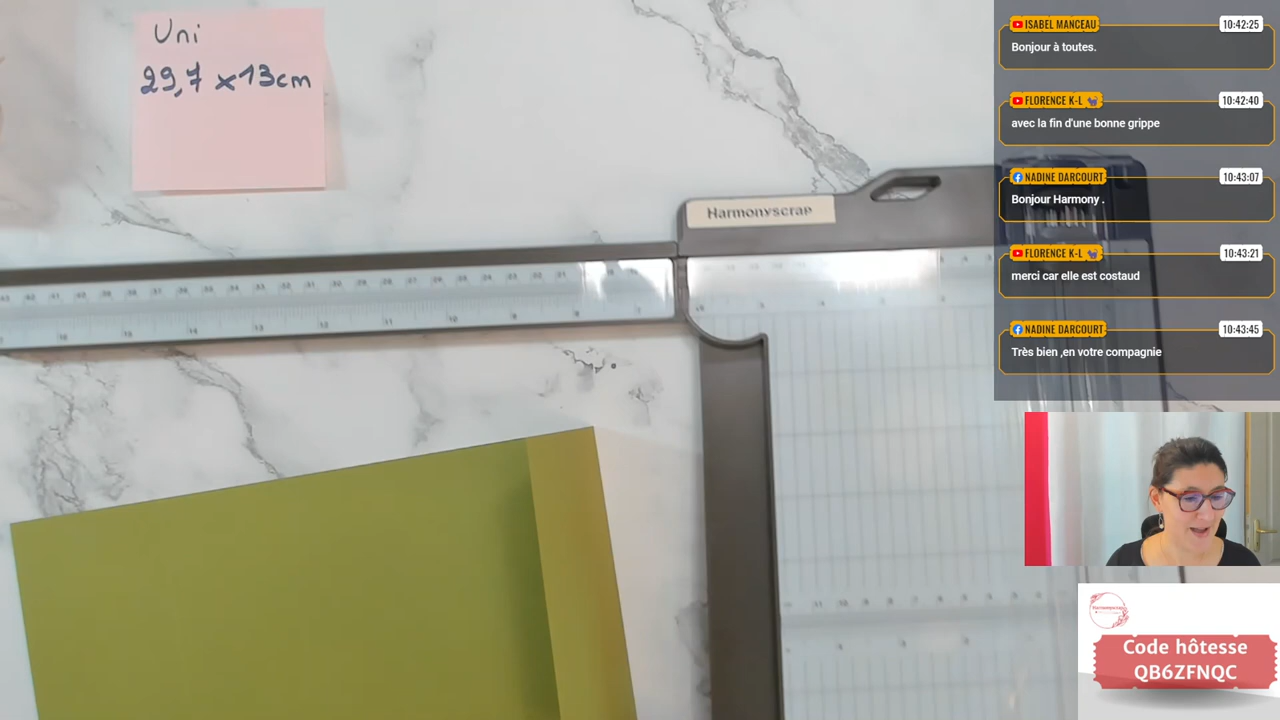 Uni
29,7 x 13cm
Harmonyscrap
ISABEL MANCEAU
10:42:25
Bonjour à toutes.
FLORENCE K-L
10:42:40
avec la fin d'une bonne grippe
NADINE DARCOURT
10:43:07
Bonjour Harmony .
FLORENCE K-L
10:43:21
merci car elle est costaud
NADINE DARCOURT
10:43:45
Très bien ,en votre compagnie
Code hôtesse
QB6ZFNQC